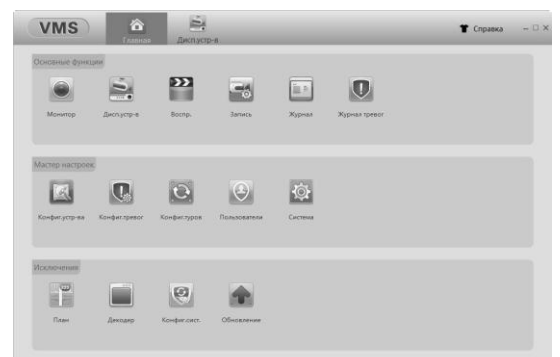 VMS
Главная
Дисп.устр-в
Справка
Основные функции
Монитор
Дисп.устр-в
Воспр.
Запись
Журнал
Журнал тревог
Мастер настроек
Конфиг.устр-ва
Конфиг.тревог
Конфиг.туров
Пользователи
Система
Исключения
План
Декодер
Конфиг.сист...
Обновление